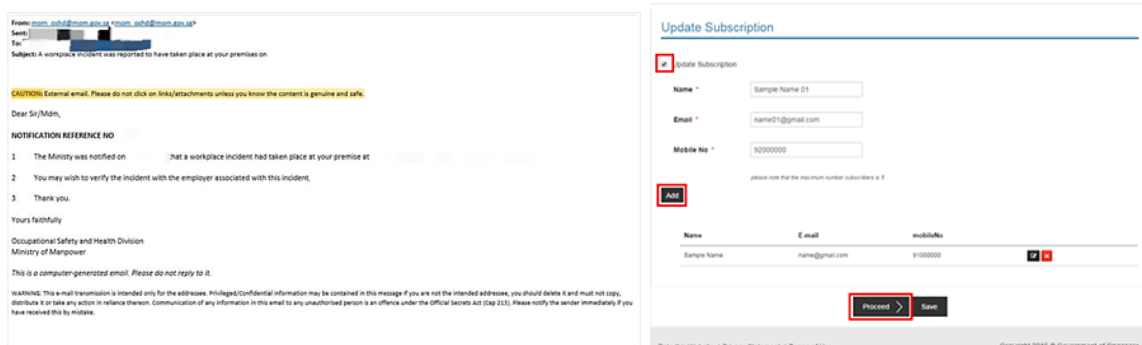 From: mom_oshd@mom.gov.sg <mom_oshd@mom.gov.sg>
Sent:
To:
Subject: A workplace incident was reported to have taken place at your premises on
CAUTION: External email. Please do not click on links/attachments unless you know the content is genuine and safe.
Dear Sir/Mdm,
NOTIFICATION REFERENCE NO
1 The Ministy was notified on that a workplace incident had taken place at your premise at
2 You may wish to verify the incident with the employer associated with this incident.
3 Thank you.
Yours faithfully
Occupational Safety and Health Division
Ministry of Manpower
This is a computer-generated email. Please do not reply to it.
WARNING: This e-mail transmission is intended only for the addressee. Privileged/Confidential information may be contained in this message If you are not the intended addressee, you should delete it and must not copy,
distribute it or take any action in reliance thereon. Communication of any information in this email to any unauthorised person is an offence under the Official Secrets Act (Cap 213). Please notify the sender immediately if you
have received this by mistake.
Update Subscription
Update Subscription
Name * Sample Name 01
Email * name01@gmail.com
Mobile No * 92000000
please note that the maximum number subscribers is 5
Add
Name E-mail mobileNo
Sample Name name@gmail.com 91000000
Proceed Save